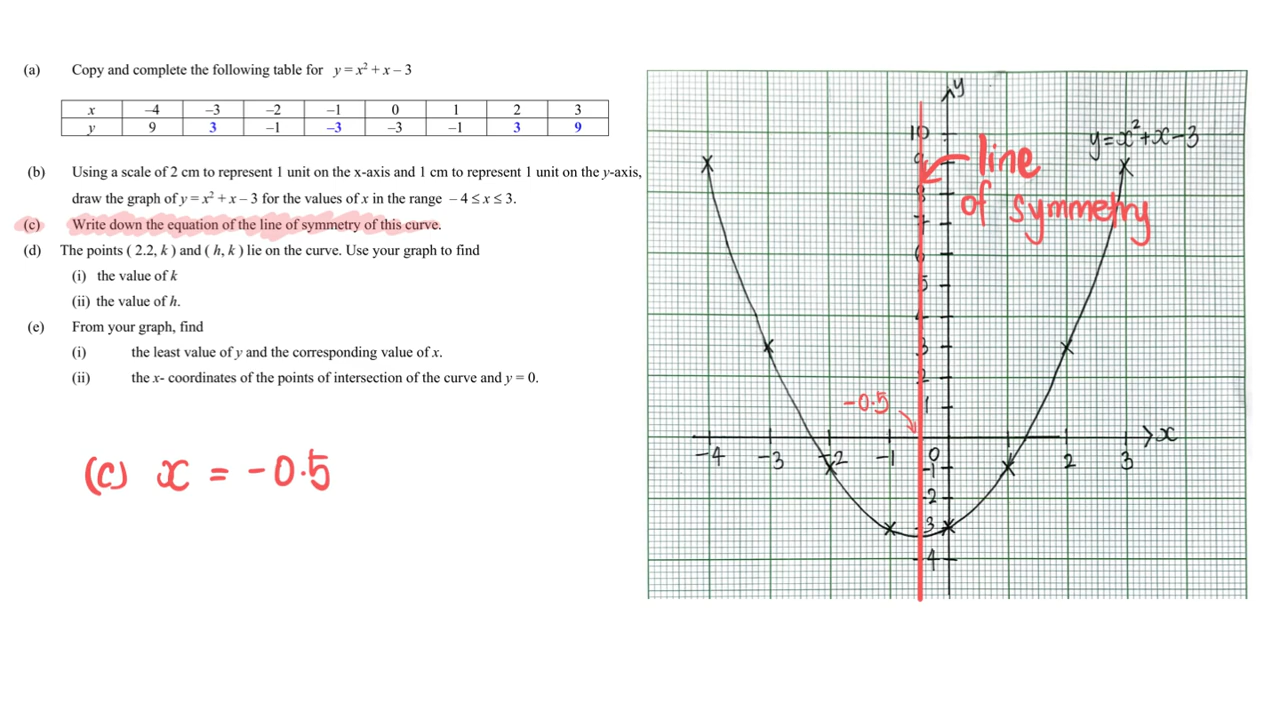 (a) Copy and complete the following table for y = x² + x – 3
x –4 –3 –2 –1 0 1 2 3
y 9 3 –1 –3 –3 –1 3 9
(b) Using a scale of 2 cm to represent 1 unit on the x-axis and 1 cm to represent 1 unit on the y-axis,
draw the graph of y = x² + x – 3 for the values of x in the range – 4 ≤ x ≤ 3.
(c) Write down the equation of the line of symmetry of this curve.
(d) The points ( 2.2, k ) and ( h, k ) lie on the curve. Use your graph to find
(i) the value of k
(ii) the value of h.
(e) From your graph, find
(i) the least value of y and the corresponding value of x.
(ii) the x- coordinates of the points of intersection of the curve and y = 0.
(c) x = -0.5
y
y=x²+x-3
10
9
8
7
6
5
4
3
2
1
line
of symmetry
-0.5
x
-4 -3 -2 -1 0 2 3
-1
-2
-3
-4